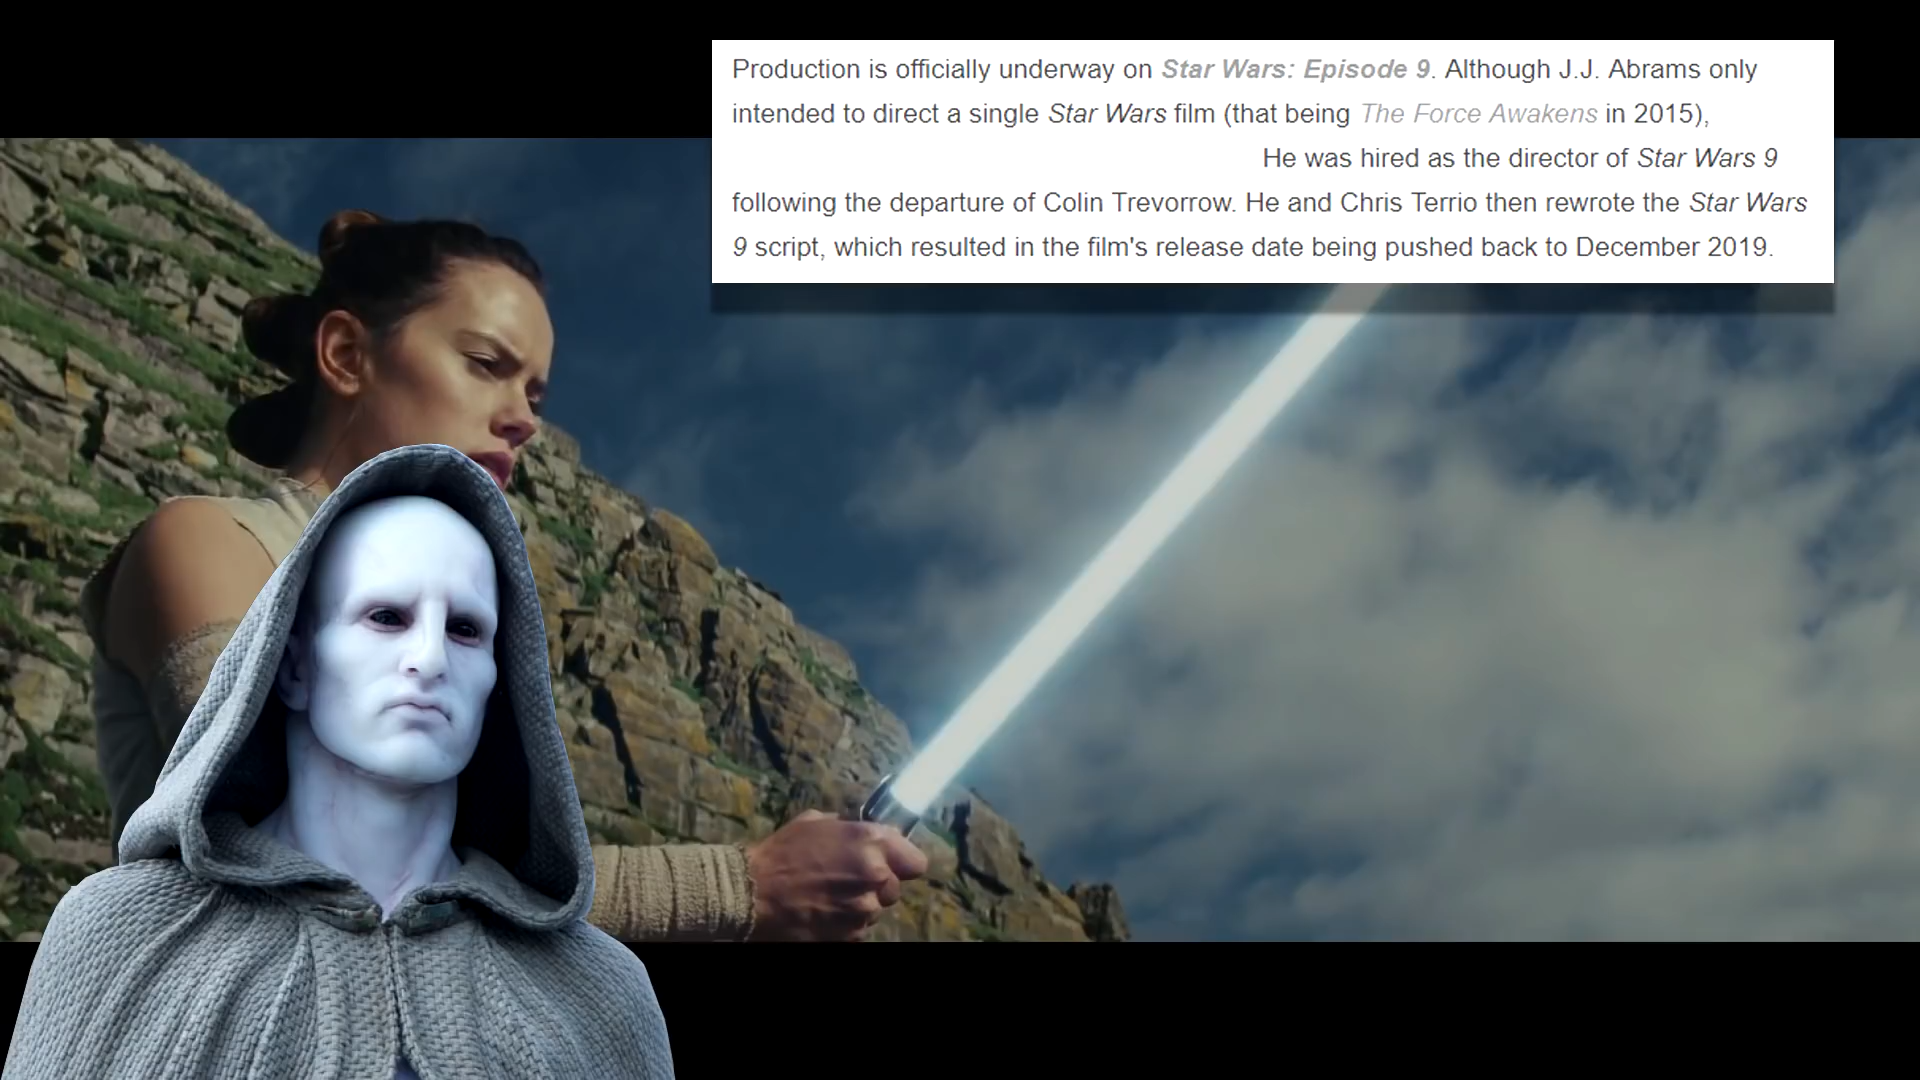 Production is officially underway on Star Wars: Episode 9. Although J.J. Abrams only
intended to direct a single Star Wars film (that being The Force Awakens in 2015),
He was hired as the director of Star Wars 9
following the departure of Colin Trevorrow. He and Chris Terrio then rewrote the Star Wars
9 script, which resulted in the film's release date being pushed back to December 2019.